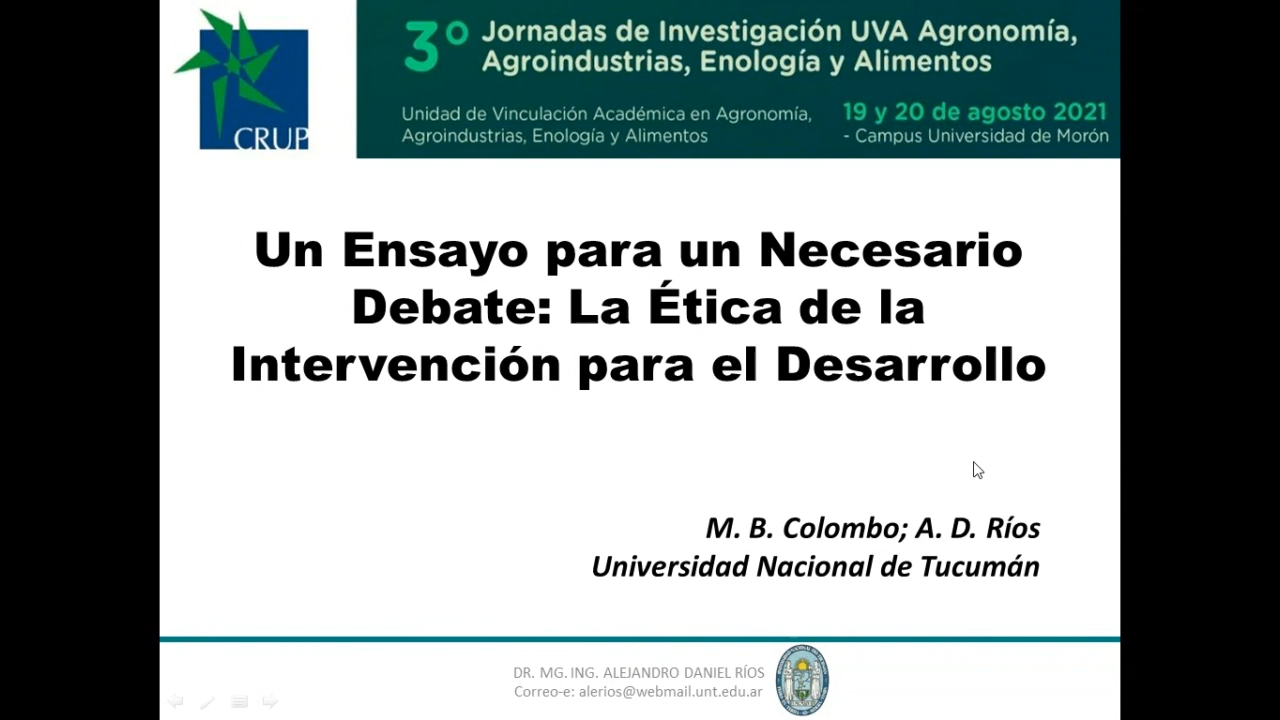 CRUP
3° Jornadas de Investigación UVA Agronomía,
Agroindustrias, Enología y Alimentos
Unidad de Vinculación Académica en Agronomía,
Agroindustrias, Enología y Alimentos
19 y 20 de agosto 2021
- Campus Universidad de Morón
Un Ensayo para un Necesario
Debate: La Ética de la
Intervención para el Desarrollo
M. B. Colombo; A. D. Ríos
Universidad Nacional de Tucumán
DR. MG. ING. ALEJANDRO DANIEL RÍOS
Correo-e: alerios@webmail.unt.edu.ar